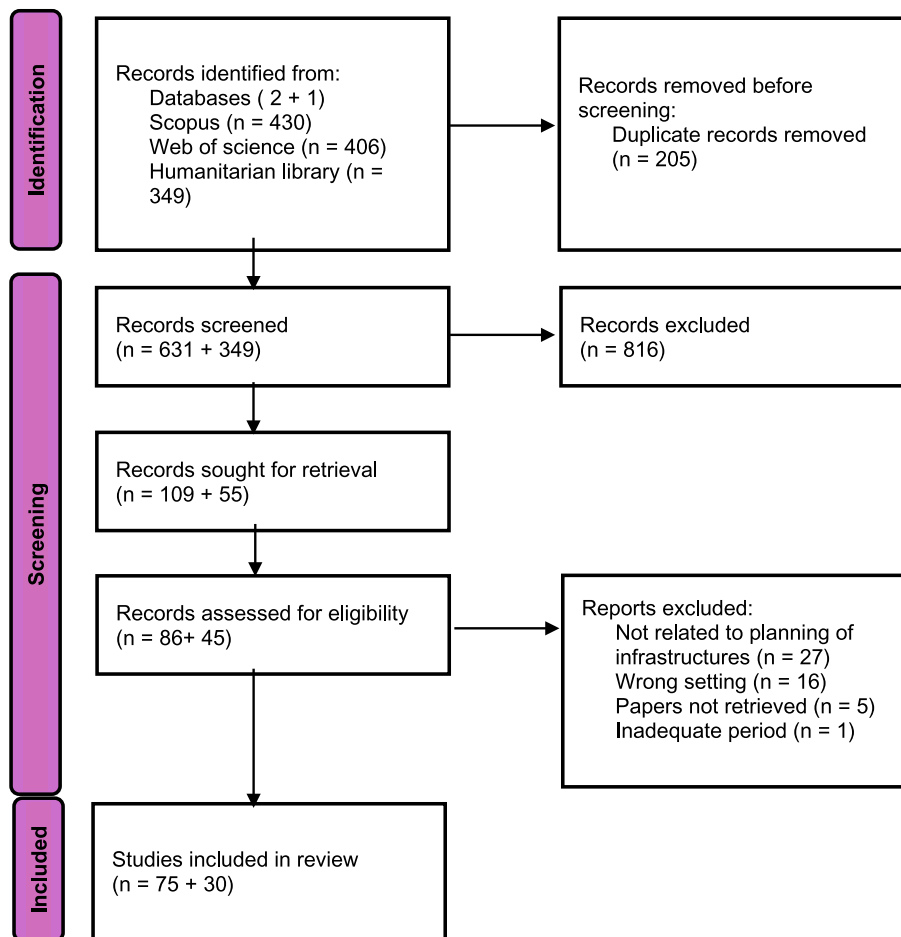 Identification
Records identified from:
Databases ( 2 + 1)
Scopus (n = 430)
Web of science (n = 406)
Humanitarian library (n =
349)
Records removed before
screening:
Duplicate records removed
(n = 205)
Screening
Records screened
(n = 631 + 349)
Records excluded
(n = 816)
Records sought for retrieval
(n = 109 + 55)
Records assessed for eligibility
(n = 86+ 45)
Reports excluded:
Not related to planning of
infrastructures (n = 27)
Wrong setting (n = 16)
Papers not retrieved (n = 5)
Inadequate period (n = 1)
Included
Studies included in review
(n = 75 + 30)